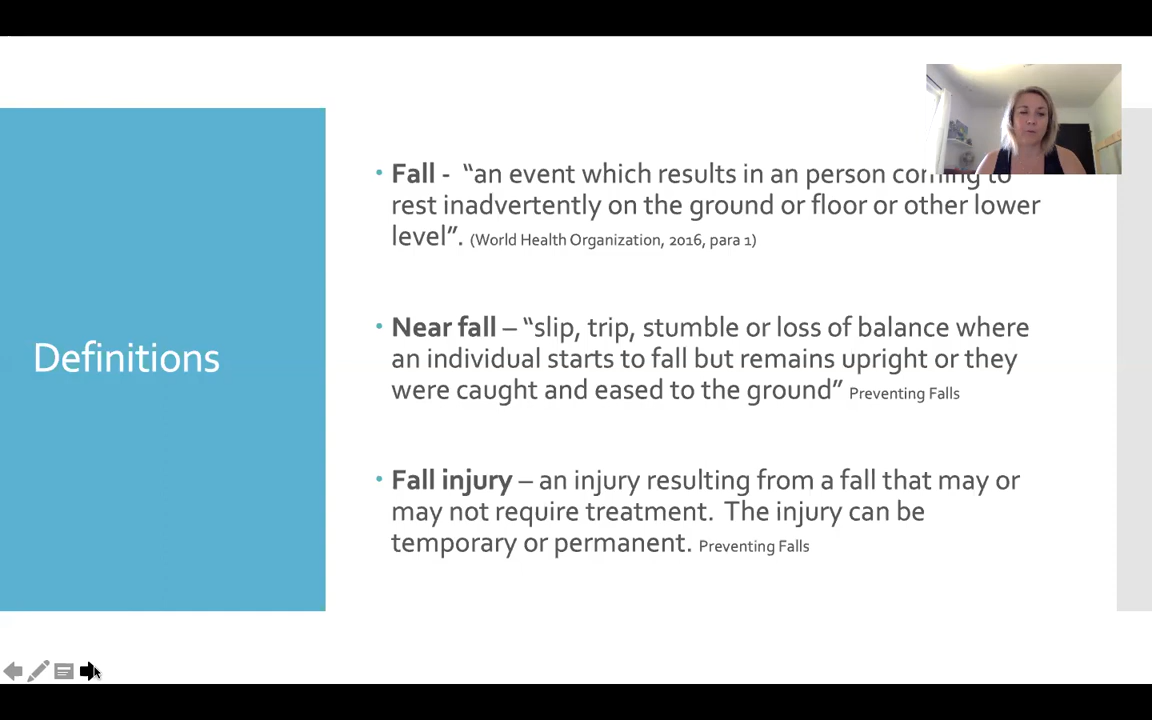 Fall - “an event which results in an person coming to
rest inadvertently on the ground or floor or other lower
level”. (World Health Organization, 2016, para 1)
Near fall – “slip, trip, stumble or loss of balance where
an individual starts to fall but remains upright or they
were caught and eased to the ground” Preventing Falls
Definitions
Fall injury – an injury resulting from a fall that may or
may not require treatment. The injury can be
temporary or permanent. Preventing Falls